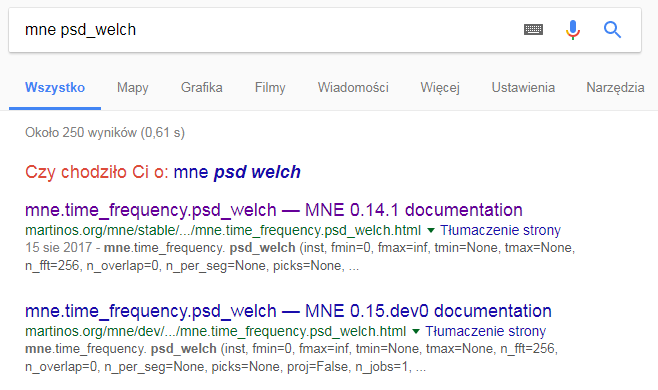 mne psd_welch
Wszystko Mapy Grafika Filmy Wiadomości Więcej Ustawienia Narzędzia
Około 250 wyników (0,61 s)
Czy chodziło Ci o: mne psd welch
mne.time_frequency.psd_welch — MNE 0.14.1 documentation
martinos.org/mne/stable/.../mne.time_frequency.psd_welch.html ▼ Tłumaczenie strony
15 sie 2017 - mne.time_frequency. psd_welch (inst, fmin=0, fmax=inf, tmin=None, tmax=None,
n_fft=256, n_overlap=0, n_per_seg=None, picks=None, ...
mne.time_frequency.psd_welch — MNE 0.15.dev0 documentation
martinos.org/mne/dev/.../mne.time_frequency.psd_welch.html ▼ Tłumaczenie strony
mne.time_frequency. psd_welch (inst, fmin=0, fmax=inf, tmin=None, tmax=None, n_fft=256,
n_overlap=0, n_per_seg=None, picks=None, proj=False, n_jobs=1, ...